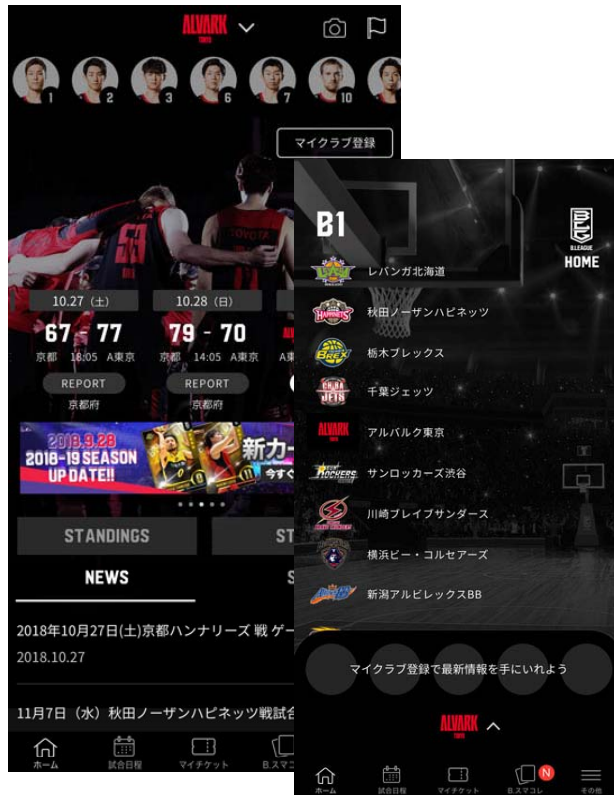 ALVARK
TOKYO
1
2
3
6
7
10
マイクラブ登録
10.27（土）
67 - 77
京都 18:05 A東京
REPORT
京都府
10.28（日）
79 - 70
京都 14:05 A東京
REPORT
京都府
2018.9.28
2018-19 SEASON
UP DATE!!
新カー
今す
STANDINGS
ST
NEWS
S
2018年10月27日(土)京都ハンナリーズ 戦 ゲー
2018.10.27
11月7日（水）秋田ノーザンハピネッツ戦試合
ホーム
試合日程
マイチケット
B.スマコ
B1
B.LEAGUE
HOME
レバンガ北海道
秋田ノーザンハピネッツ
HAPPINETS
栃木ブレックス
BREX
千葉ジェッツ
CHIBA
JETS
アルバルク東京
ALVARK
サンロッカーズ渋谷
ROCKERS
川崎ブレイブサンダース
横浜ビー・コルセアーズ
新潟アルビレックスBB
マイクラブ登録で最新情報を手にいれよう
ALVARK
TOKYO
ホーム
試合日程
マイチケット
B.スマコレ
N
その他